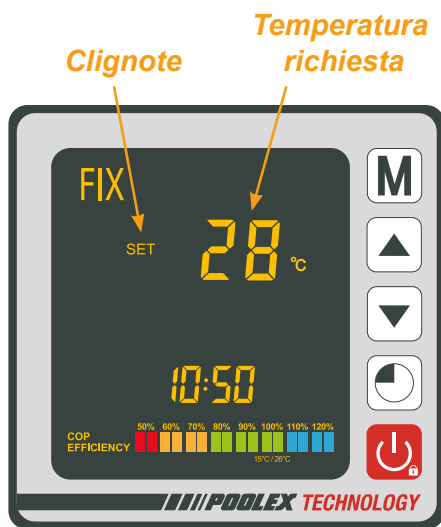 Temperatura
Clignote richiesta
FIX
M
SET 28 °C
10:50
50% 60% 70% 80% 90% 100% 110% 120%
COP
EFFICIENCY
15°C / 26°C
POOLEX TECHNOLOGY